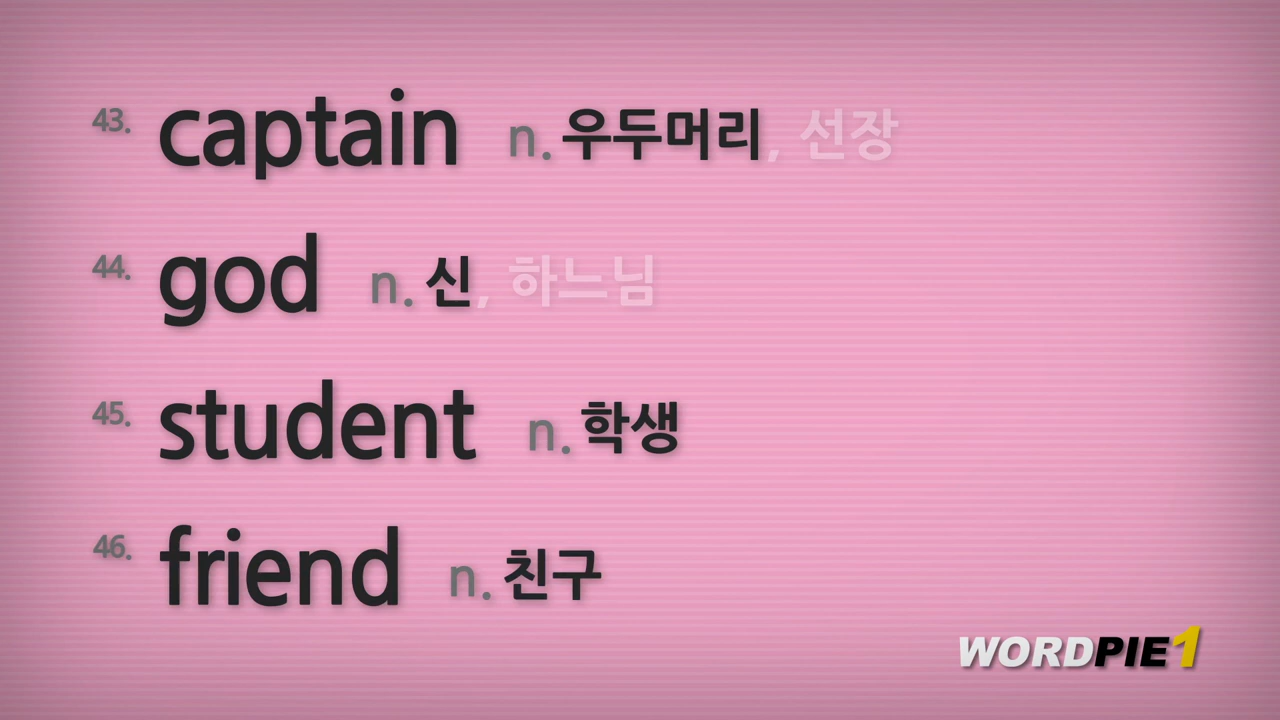 43. captain n. 우두머리, 선장
44. god n. 신, 하느님
45. student n. 학생
46. friend n. 친구
WORDPIE1